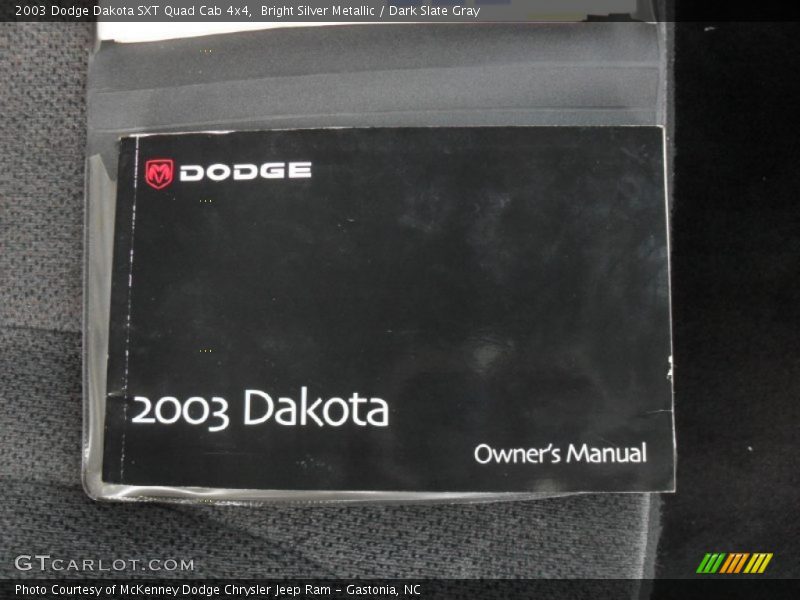 2003 Dodge Dakota SXT Quad Cab 4x4,  Bright Silver Metallic / Dark Slate Gray
DODGE
2003 Dakota
Owner's Manual
GTCARLOT.COM
Photo Courtesy of McKenney Dodge Chrysler Jeep Ram – Gastonia, NC